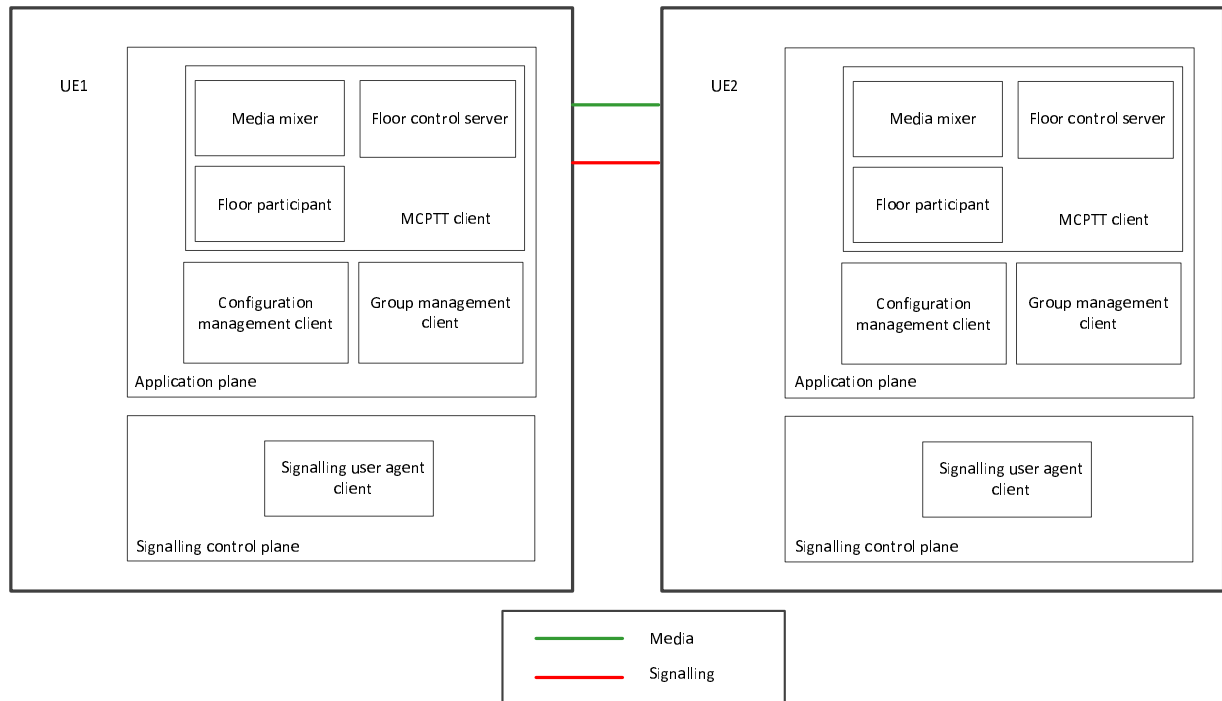 UE1
Media mixer
Floor control server
Floor participant
MCPTT client
Configuration
management client
Group management
client
Application plane
Signalling user agent
client
Signalling control plane
UE2
Media mixer
Floor control server
Floor participant
MCPTT client
Configuration
management client
Group management
client
Application plane
Signalling user agent
client
Signalling control plane
Media
Signalling